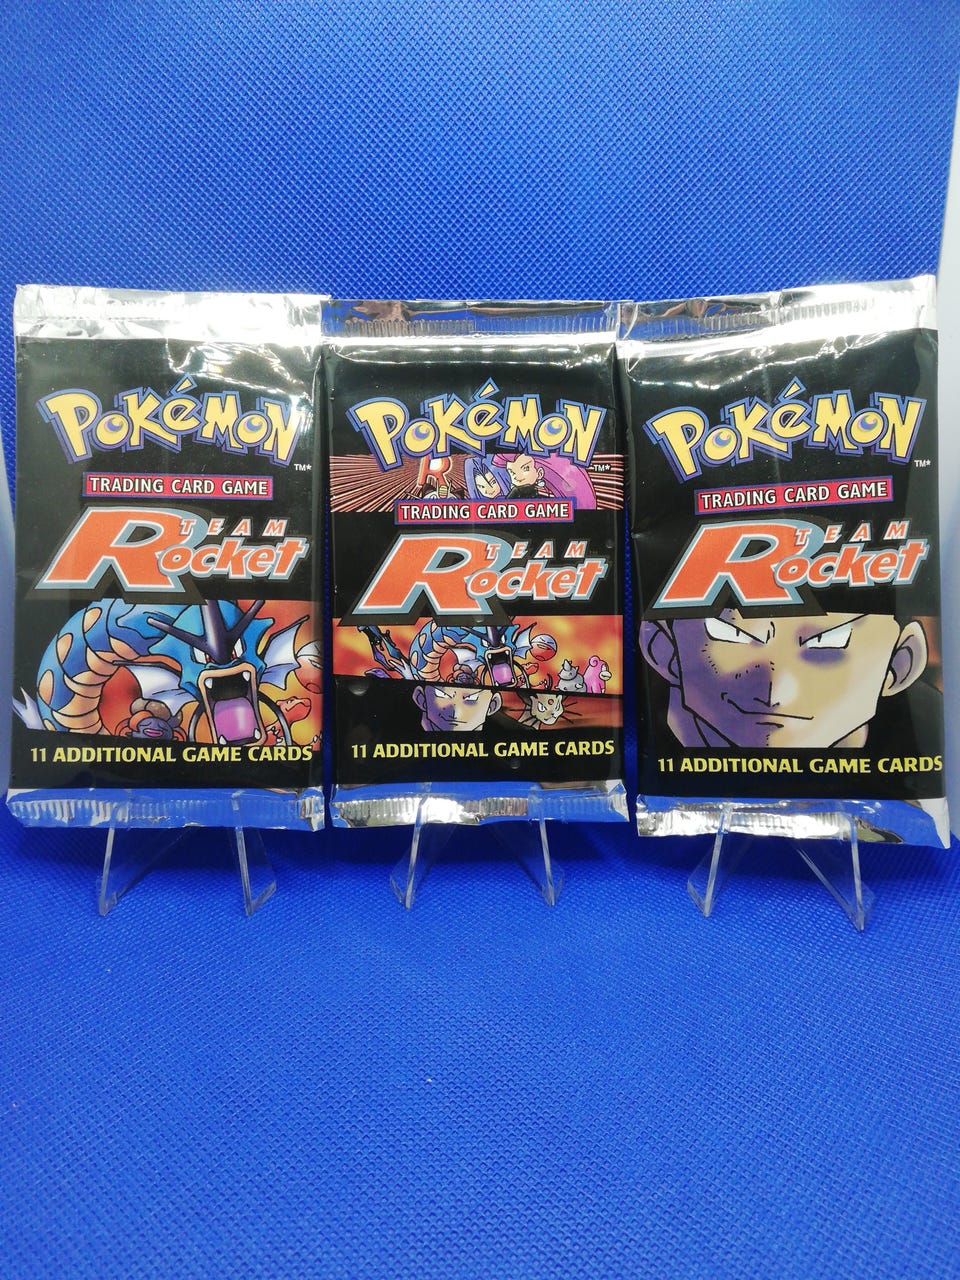 POKéMON
TM*
TRADING CARD GAME
TEAM
Rocket
11 ADDITIONAL GAME CARDS
POKéMON
TM*
R
TRADING CARD GAME
TEAM
Rocket
11 ADDITIONAL GAME CARDS
POKéMON
TM*
TRADING CARD GAME
TEAM
Rocket
11 ADDITIONAL GAME CARDS